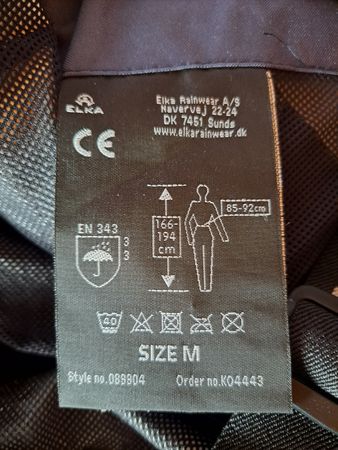 ELKA
Elka Rainwear A/S
Navervej 22-24
DK 7451 Sunds
www.elkarainwear.dk
CE
85-92cm
166-
194
cm
EN 343
3
3
40
SIZE M
Style no.089804
Order no.K04443